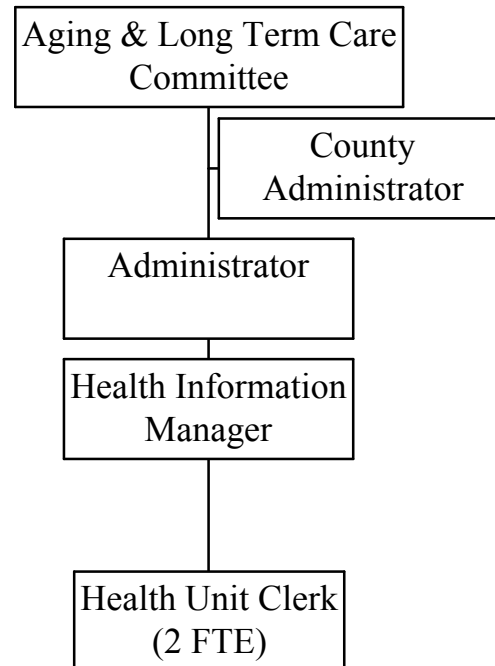 Aging & Long Term Care
Committee
County
Administrator
Administrator
Health Information
Manager
Health Unit Clerk
(2 FTE)